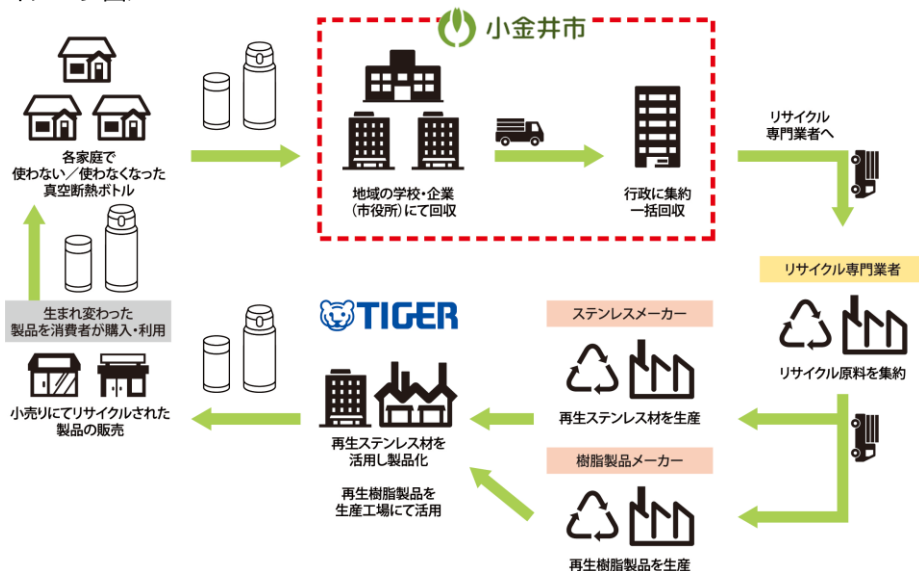 小金井市
各家庭で
使わない／使わなくなった
真空断熱ボトル
地域の学校・企業
（市役所）にて回収
行政に集約
一括回収
リサイクル
専門業者へ
リサイクル専門業者
リサイクル原料を集約
ステンレスメーカー
再生ステンレス材を生産
樹脂製品メーカー
再生樹脂製品を生産
TIGER
再生ステンレス材を
活用し製品化
再生樹脂製品を
生産工場にて活用
生まれ変わった
製品を消費者が購入・利用
小売りにてリサイクルされた
製品の販売